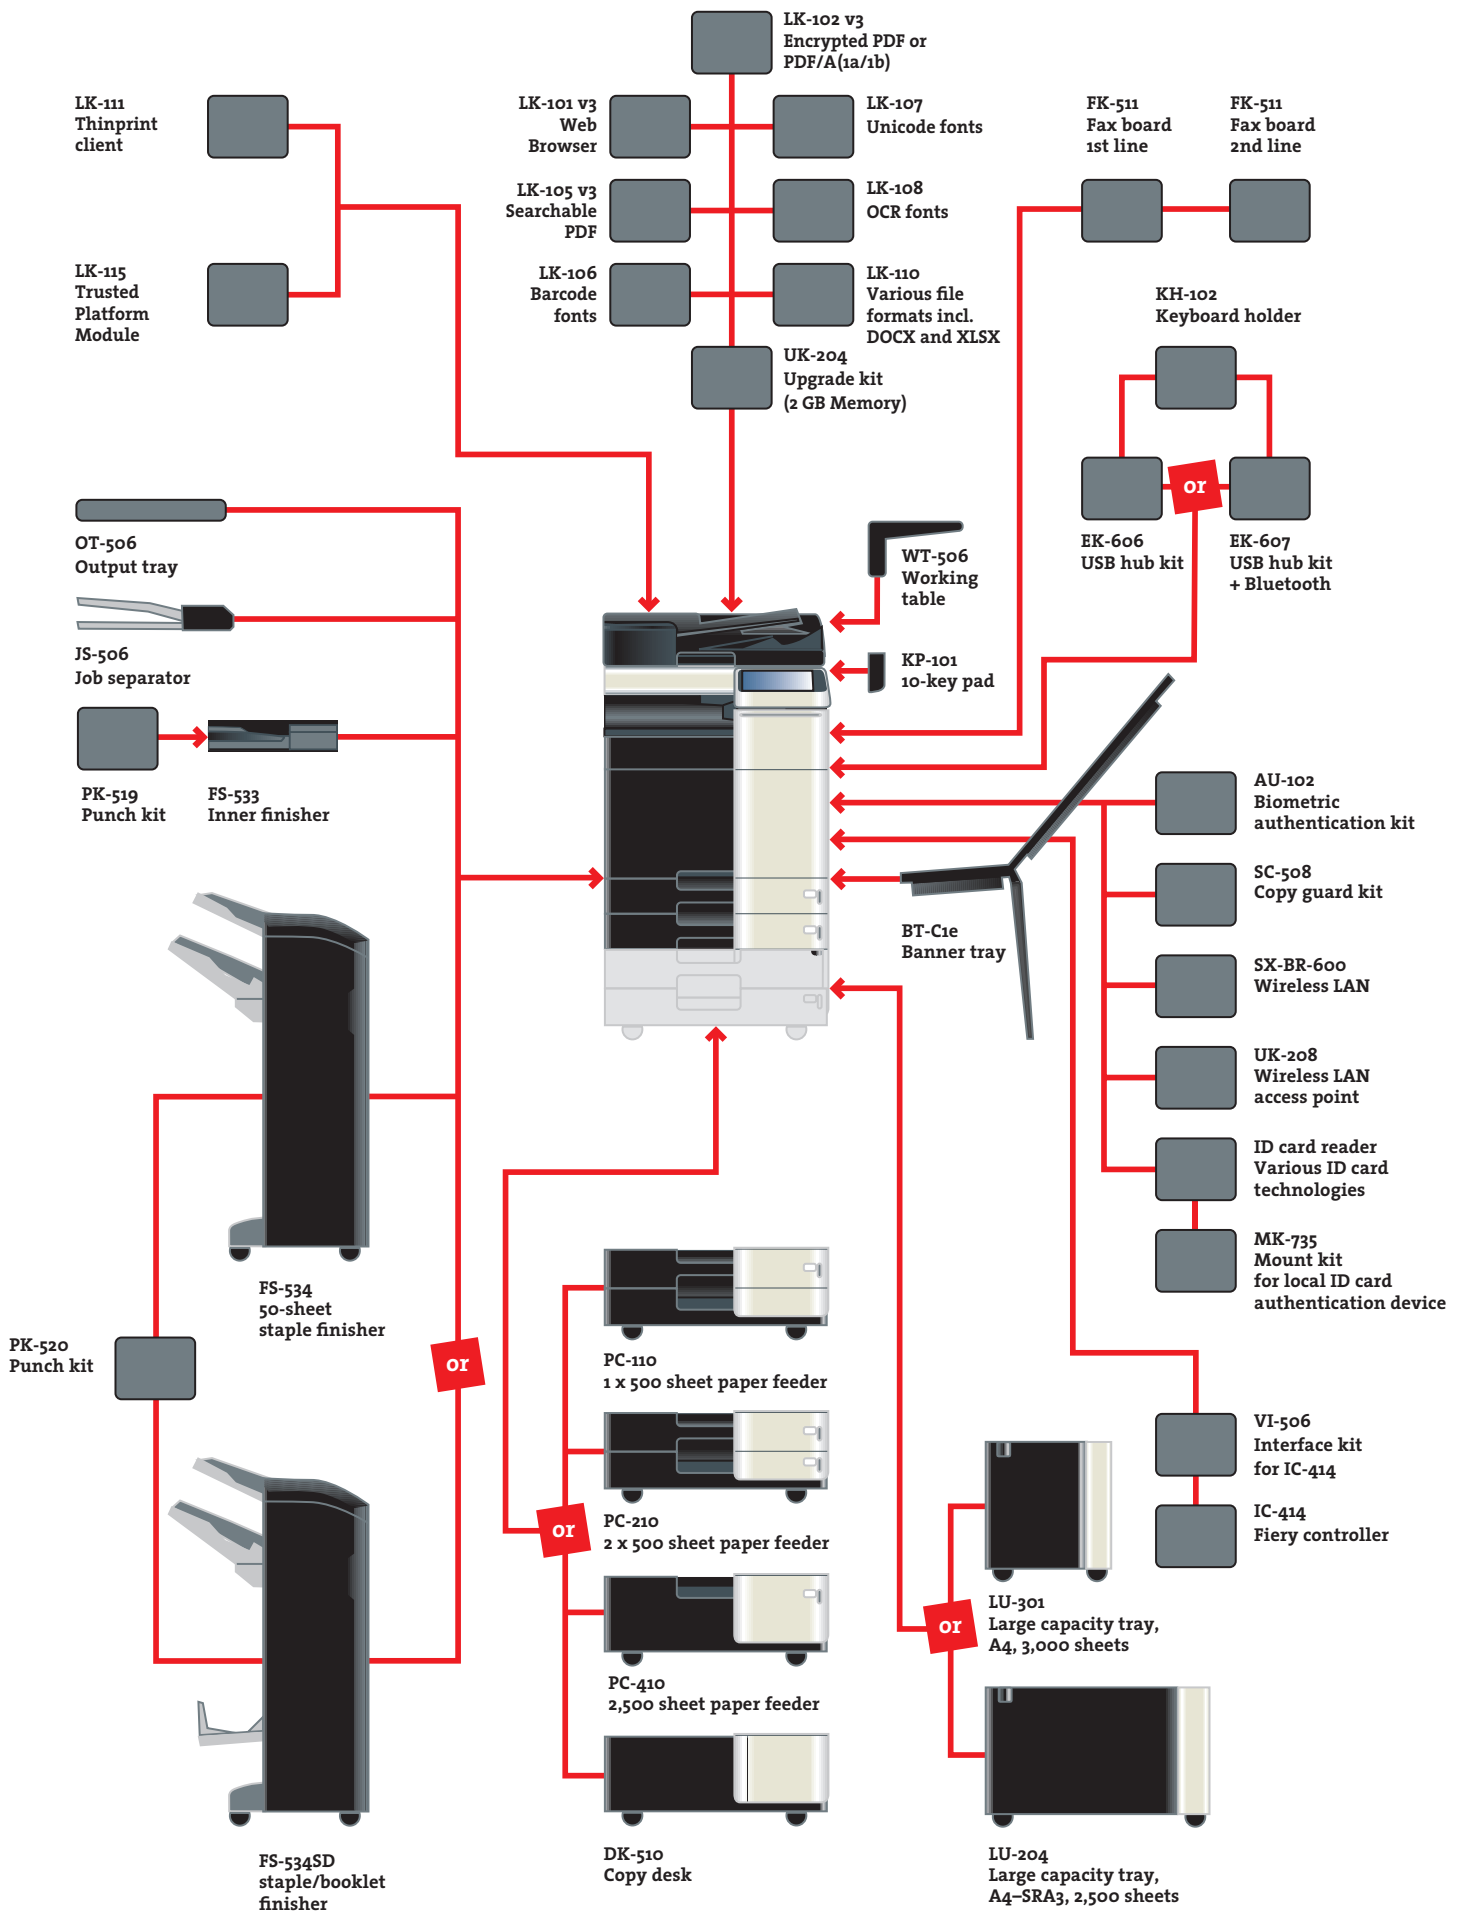 LK-102 v3
Encrypted PDF or
PDF/A(1a/1b)
LK-111
Thinprint
client
LK-101 v3
Web
Browser
LK-107
Unicode fonts
FK-511
Fax board
1st line
FK-511
Fax board
2nd line
LK-105 v3
Searchable
PDF
LK-108
OCR fonts
LK-115
Trusted
Platform
Module
LK-106
Barcode
fonts
LK-110
Various file
formats incl.
DOCX and XLSX
KH-102
Keyboard holder
UK-204
Upgrade kit
(2 GB Memory)
or
EK-606
USB hub kit
EK-607
USB hub kit
+ Bluetooth
OT-506
Output tray
WT-506
Working
table
JS-506
Job separator
KP-101
10-key pad
PK-519
Punch kit
FS-533
Inner finisher
AU-102
Biometric
authentication kit
SC-508
Copy guard kit
BT-C1e
Banner tray
SX-BR-600
Wireless LAN
UK-208
Wireless LAN
access point
ID card reader
Various ID card
technologies
MK-735
Mount kit
for local ID card
authentication device
FS-534
50-sheet
staple finisher
PK-520
Punch kit
or
PC-110
1 x 500 sheet paper feeder
VI-506
Interface kit
for IC-414
or
PC-210
2 x 500 sheet paper feeder
IC-414
Fiery controller
LU-301
Large capacity tray,
A4, 3,000 sheets
or
PC-410
2,500 sheet paper feeder
FS-534SD
staple/booklet
finisher
DK-510
Copy desk
LU-204
Large capacity tray,
A4–SRA3, 2,500 sheets